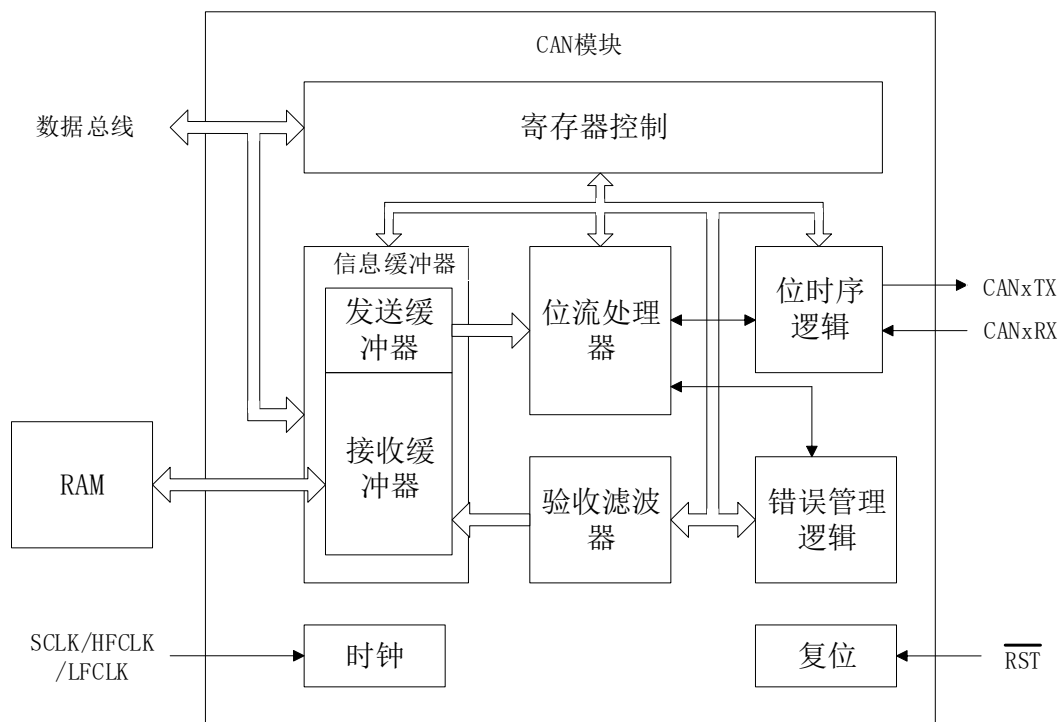 CAN模块
数据总线
寄存器控制
信息缓冲器
发送缓
冲器
位流处理
器
位时序
逻辑
CANxTX
CANxRX
RAM
接收缓
冲器
验收滤波
器
错误管理
逻辑
SCLK/HFCLK
/LFCLK
时钟
复位
RST